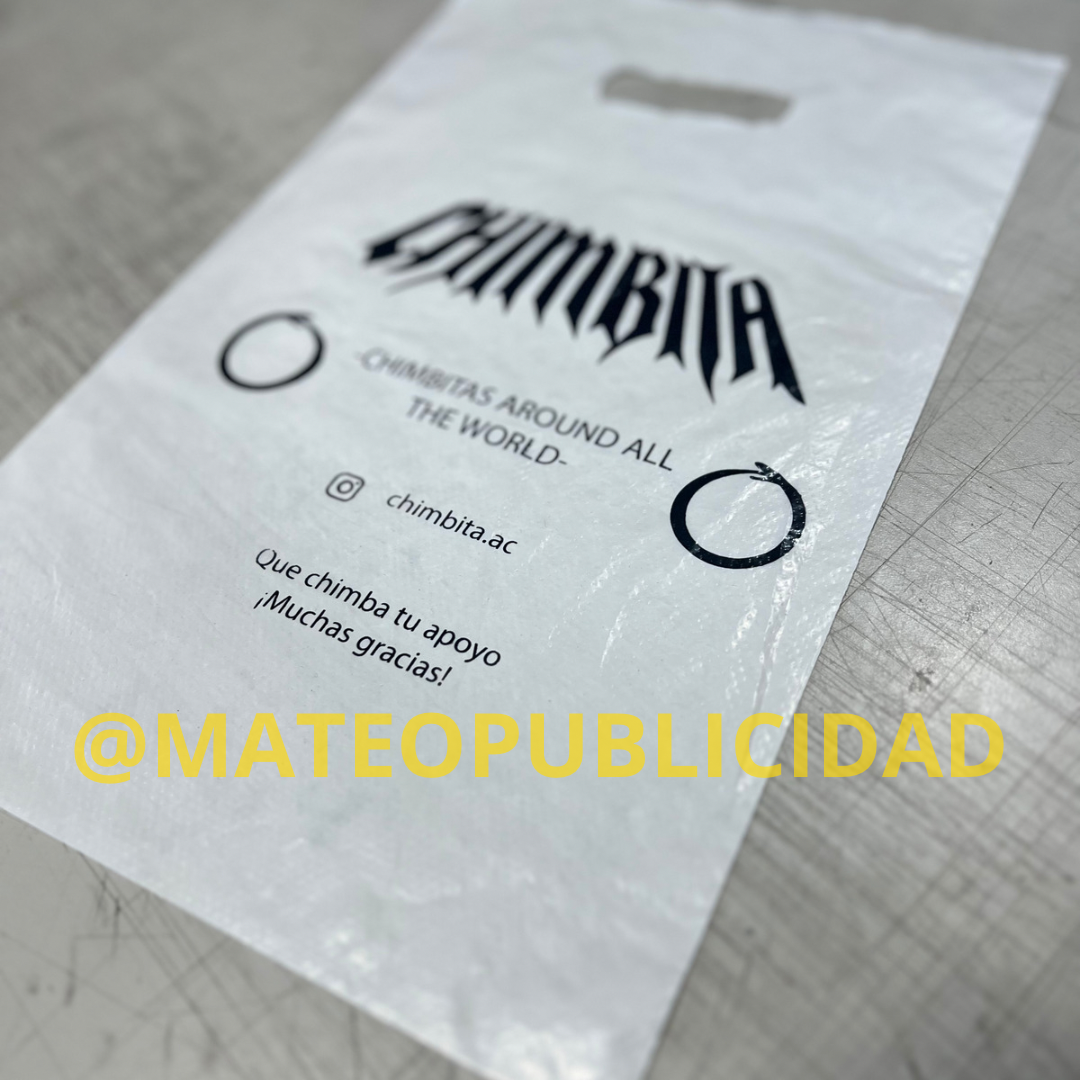 CHIMBITA
-CHIMBITAS AROUND ALL
THE WORLD-
chimbita.ac
Que chimba tu apoyo
¡Muchas gracias!
@MATEOPUBLICIDAD